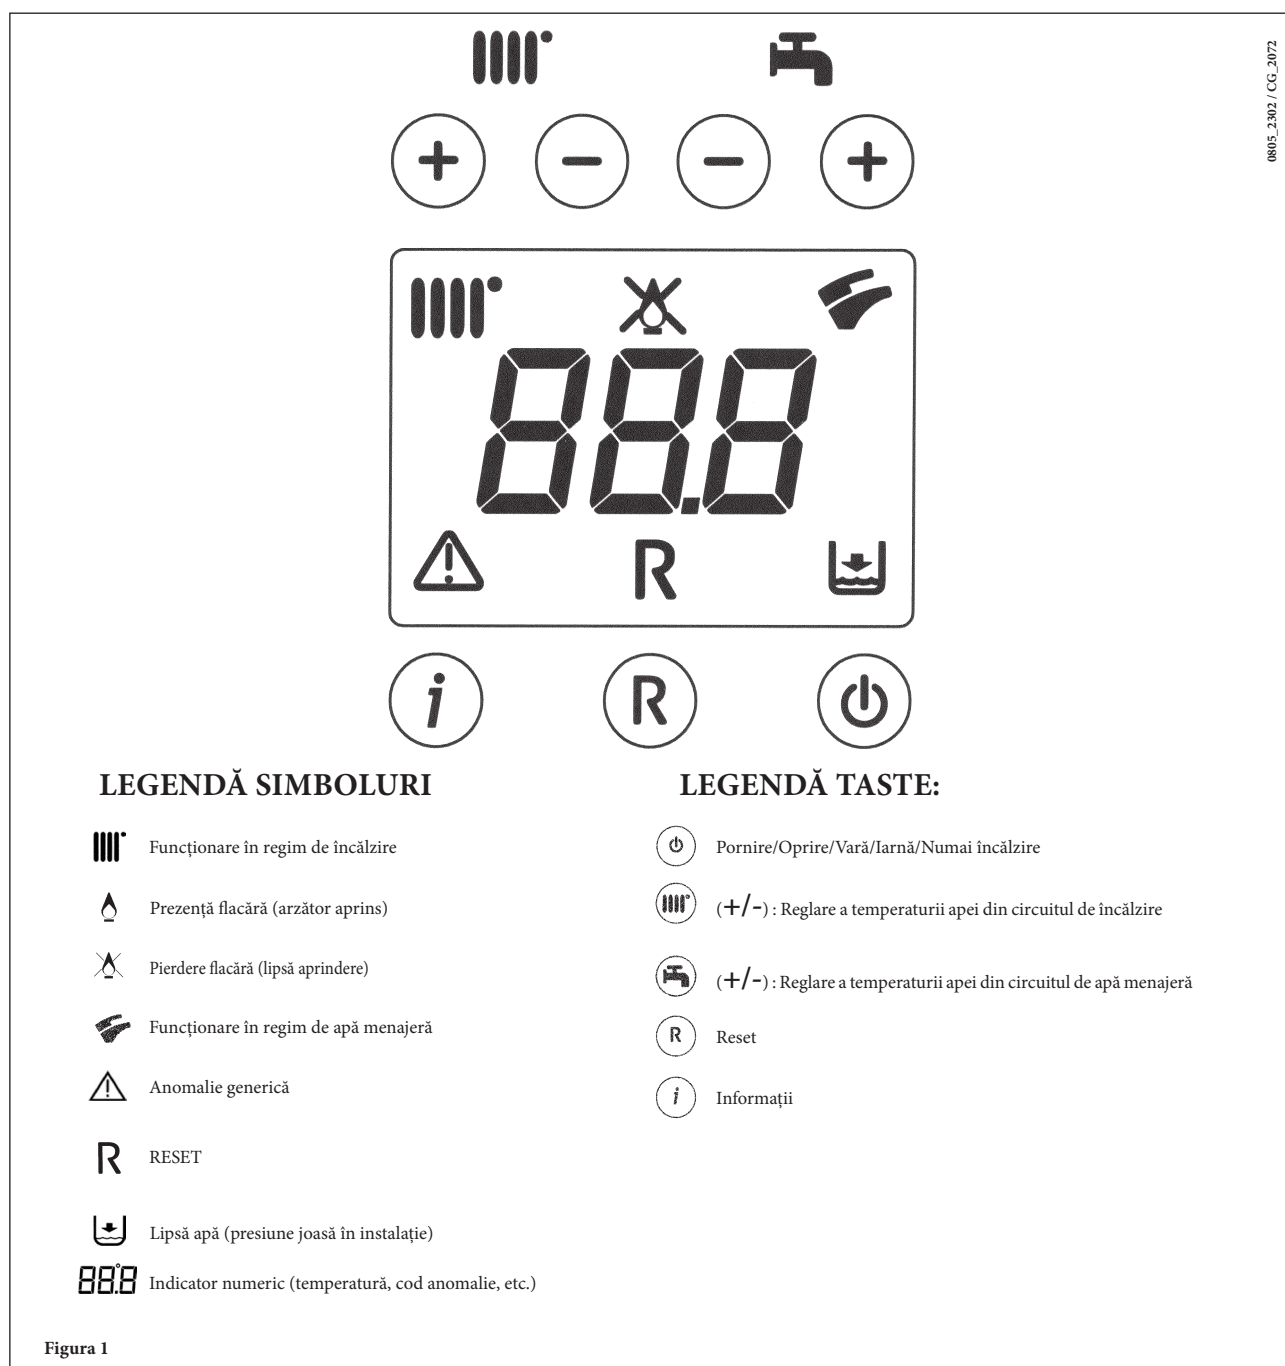 0805_2302 / CG_2072
+ - - +
88.8
R
i R
LEGENDĂ SIMBOLURI
Funcționare în regim de încălzire
Prezență flacără (arzător aprins)
Pierdere flacără (lipsă aprindere)
Funcționare în regim de apă menajeră
Anomalie generică
R RESET
Lipsă apă (presiune joasă în instalație)
88.8 Indicator numeric (temperatură, cod anomalie, etc.)
LEGENDĂ TASTE:
Pornire/Oprire/Vară/Iarnă/Numai încălzire
(+/-) : Reglare a temperaturii apei din circuitul de încălzire
(+/-) : Reglare a temperaturii apei din circuitul de apă menajeră
R Reset
i Informații
Figura 1